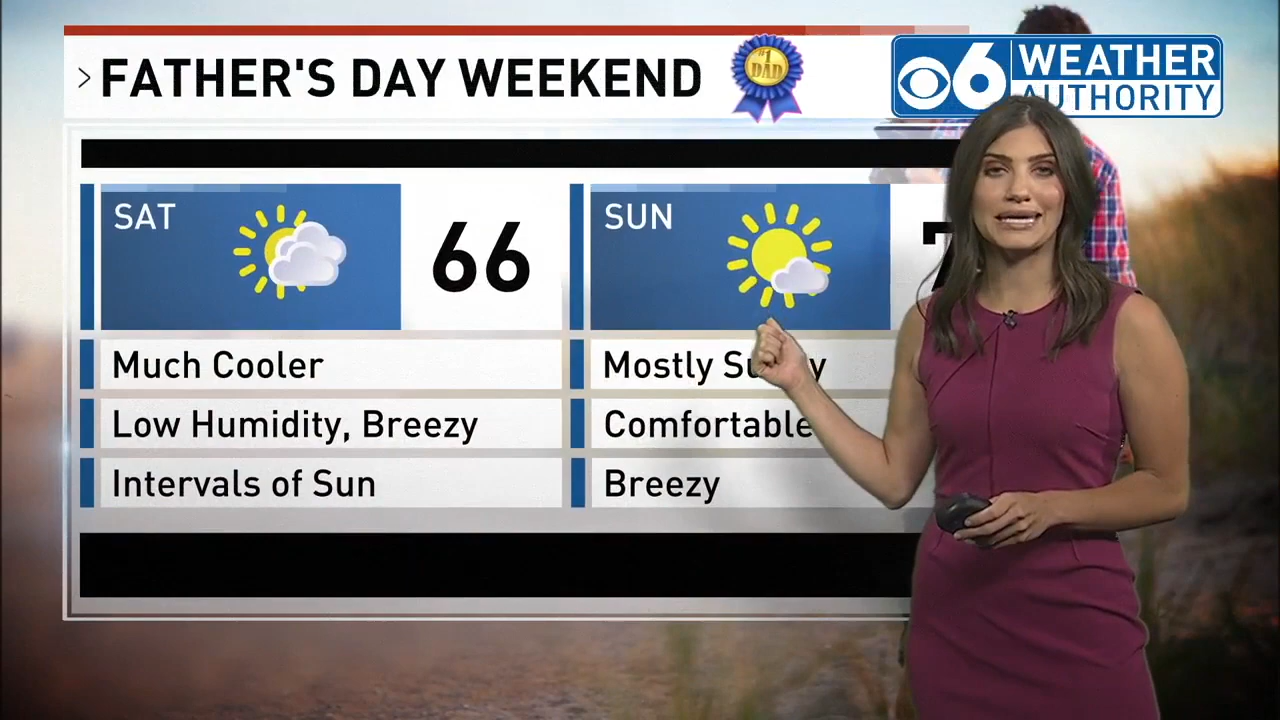 FATHER'S DAY WEEKEND
#1
DAD
6 WEATHER
AUTHORITY
SAT
66
SUN
Much Cooler
Mostly
Low Humidity, Breezy
Comfortable
Intervals of Sun
Breezy